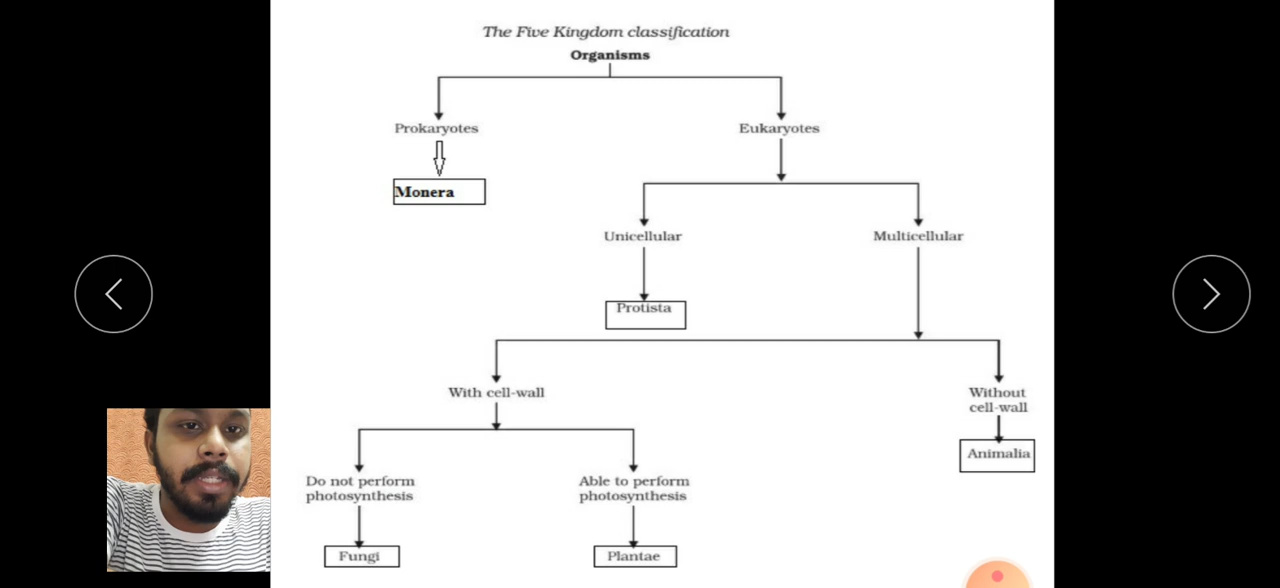 The Five Kingdom classification
Organisms
Prokaryotes
Eukaryotes
Monera
Unicellular
Multicellular
Protista
With cell-wall
Without
cell-wall
Animalia
Do not perform
photosynthesis
Able to perform
photosynthesis
Fungi
Plantae